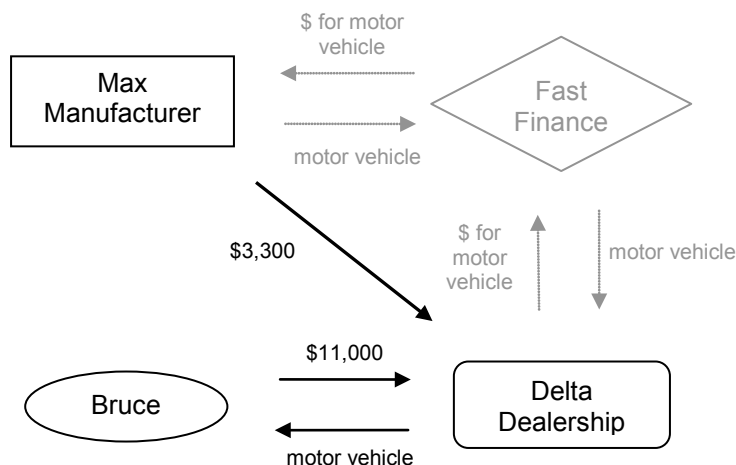 $ for motor
vehicle
Max
Manufacturer
Fast
Finance
motor vehicle
$3,300
$ for
motor
vehicle
motor vehicle
$11,000
Bruce
Delta
Dealership
motor vehicle